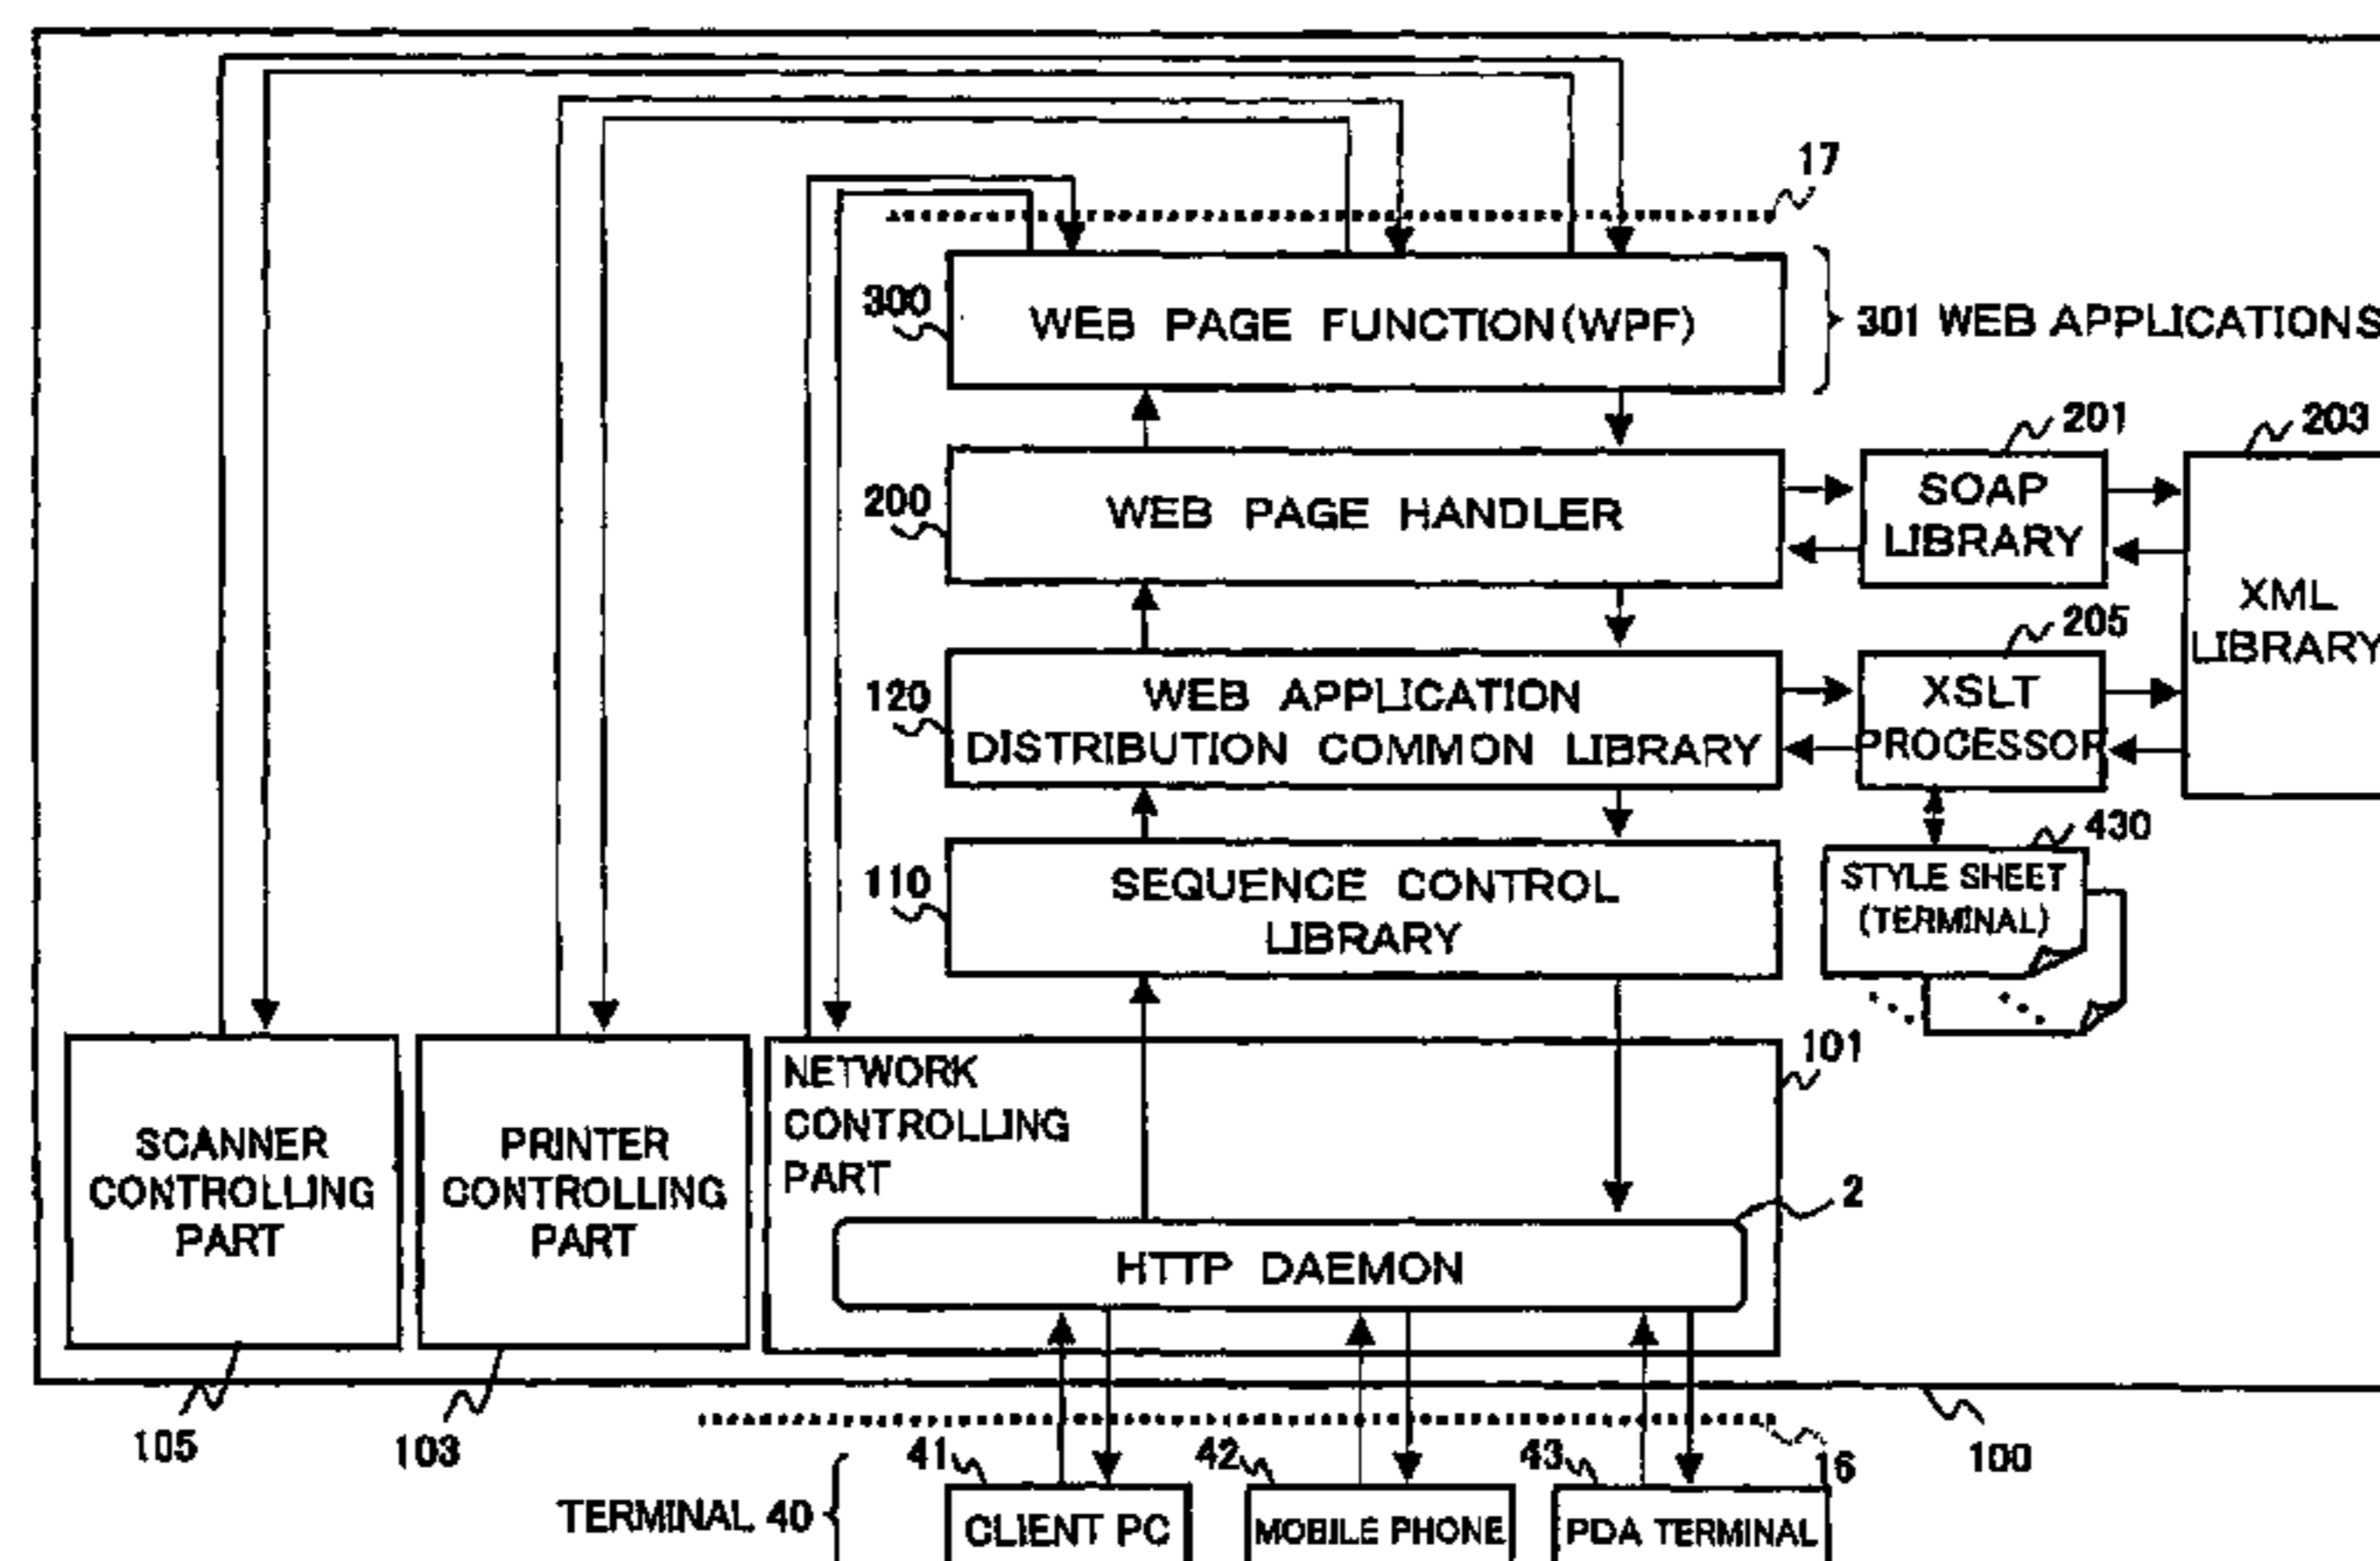 17
300
WEB PAGE FUNCTION(WPF)
301 WEB APPLICATIONS
201
203
200
WEB PAGE HANDLER
SOAP
LIBRARY
XML
LIBRARY
205
120
WEB APPLICATION
DISTRIBUTION COMMON LIBRARY
XSLT
PROCESSOR
430
110
SEQUENCE CONTROL
LIBRARY
STYLE SHEET
(TERMINAL)
101
NETWORK
CONTROLLING
PART
SCANNER
CONTROLLING
PART
PRINTER
CONTROLLING
PART
2
HTTP DAEMON
105
103
41
42
43
16
100
TERMINAL 40
CLIENT PC
MOBILE PHONE
PDA TERMINAL